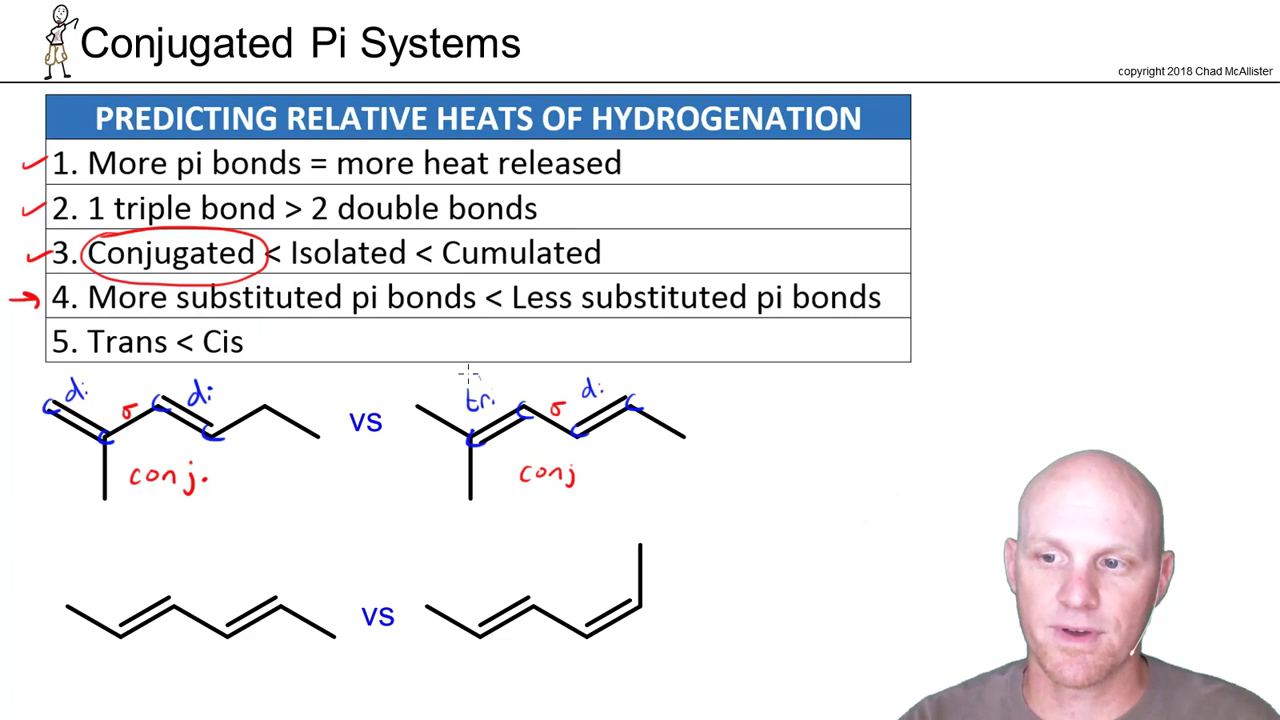 Conjugated Pi Systems
copyright 2018 Chad McAllister
PREDICTING RELATIVE HEATS OF HYDROGENATION
1. More pi bonds = more heat released
2. 1 triple bond > 2 double bonds
3. Conjugated < Isolated < Cumulated
4. More substituted pi bonds < Less substituted pi bonds
5. Trans < Cis
di σ di vs tri σ di
conj. conj
vs